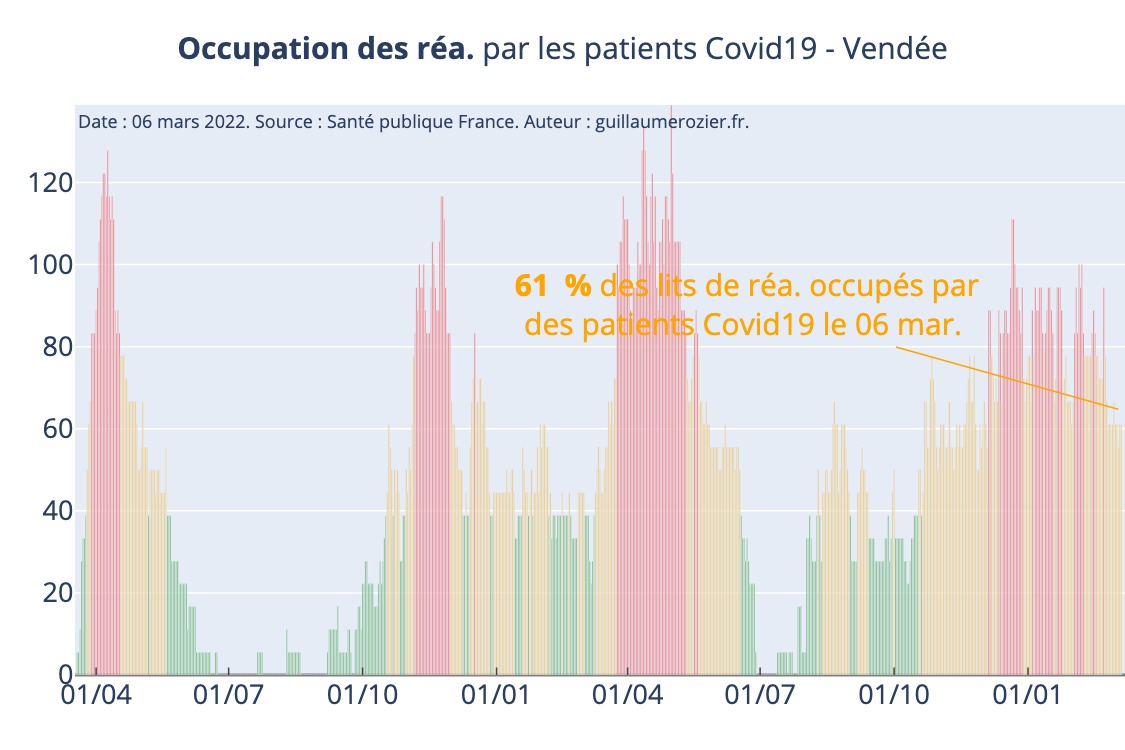 Occupation des réa. par les patients Covid19 - Vendée
Date : 06 mars 2022. Source : Santé publique France. Auteur : guillaumerozier.fr.
120
100
61 % des lits de réa. occupés par
des patients Covid19 le 06 mar.
80
60
40
20
0
01/04 01/07 01/10 01/01 01/04 01/07 01/10 01/01